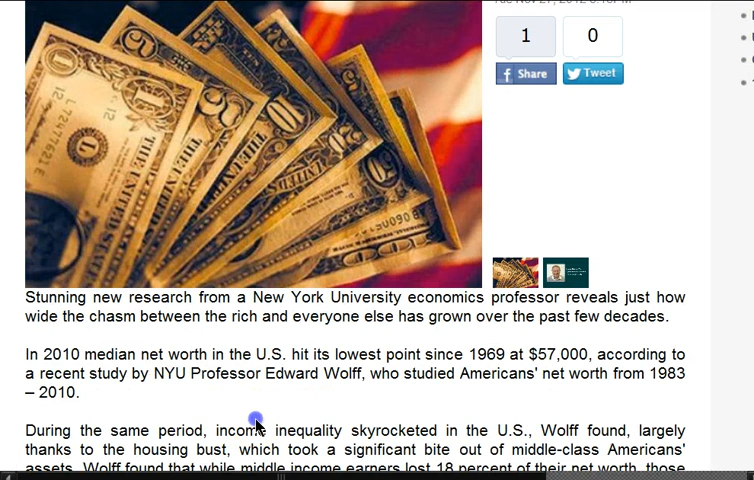 Tue Nov 27, 2012
1
0
Share
Tweet
Stunning new research from a New York University economics professor reveals just how
wide the chasm between the rich and everyone else has grown over the past few decades.
In 2010 median net worth in the U.S. hit its lowest point since 1969 at $57,000, according to
a recent study by NYU Professor Edward Wolff, who studied Americans' net worth from 1983
– 2010.
During the same period, income inequality skyrocketed in the U.S., Wolff found, largely
thanks to the housing bust, which took a significant bite out of middle-class Americans'
assets. Wolff found that while middle income earners lost 18 percent of their net worth, those